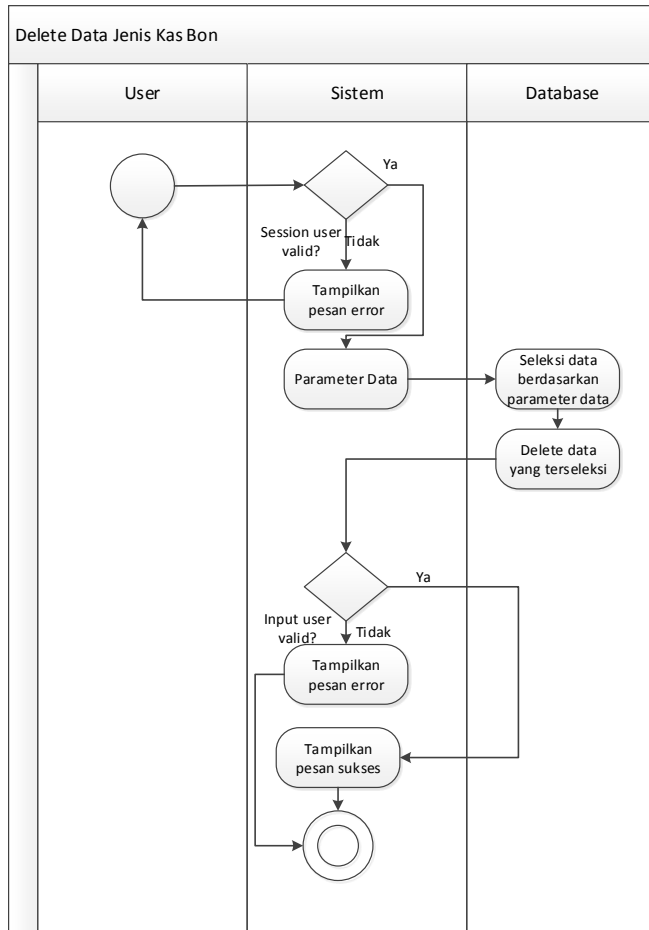 Delete Data Jenis Kas Bon
User
Sistem
Database
Ya
Session user
valid?
Tidak
Tampilkan
pesan error
Parameter Data
Seleksi data
berdasarkan
parameter data
Delete data
yang terseleksi
Ya
Input user
valid?
Tidak
Tampilkan
pesan error
Tampilkan
pesan sukses